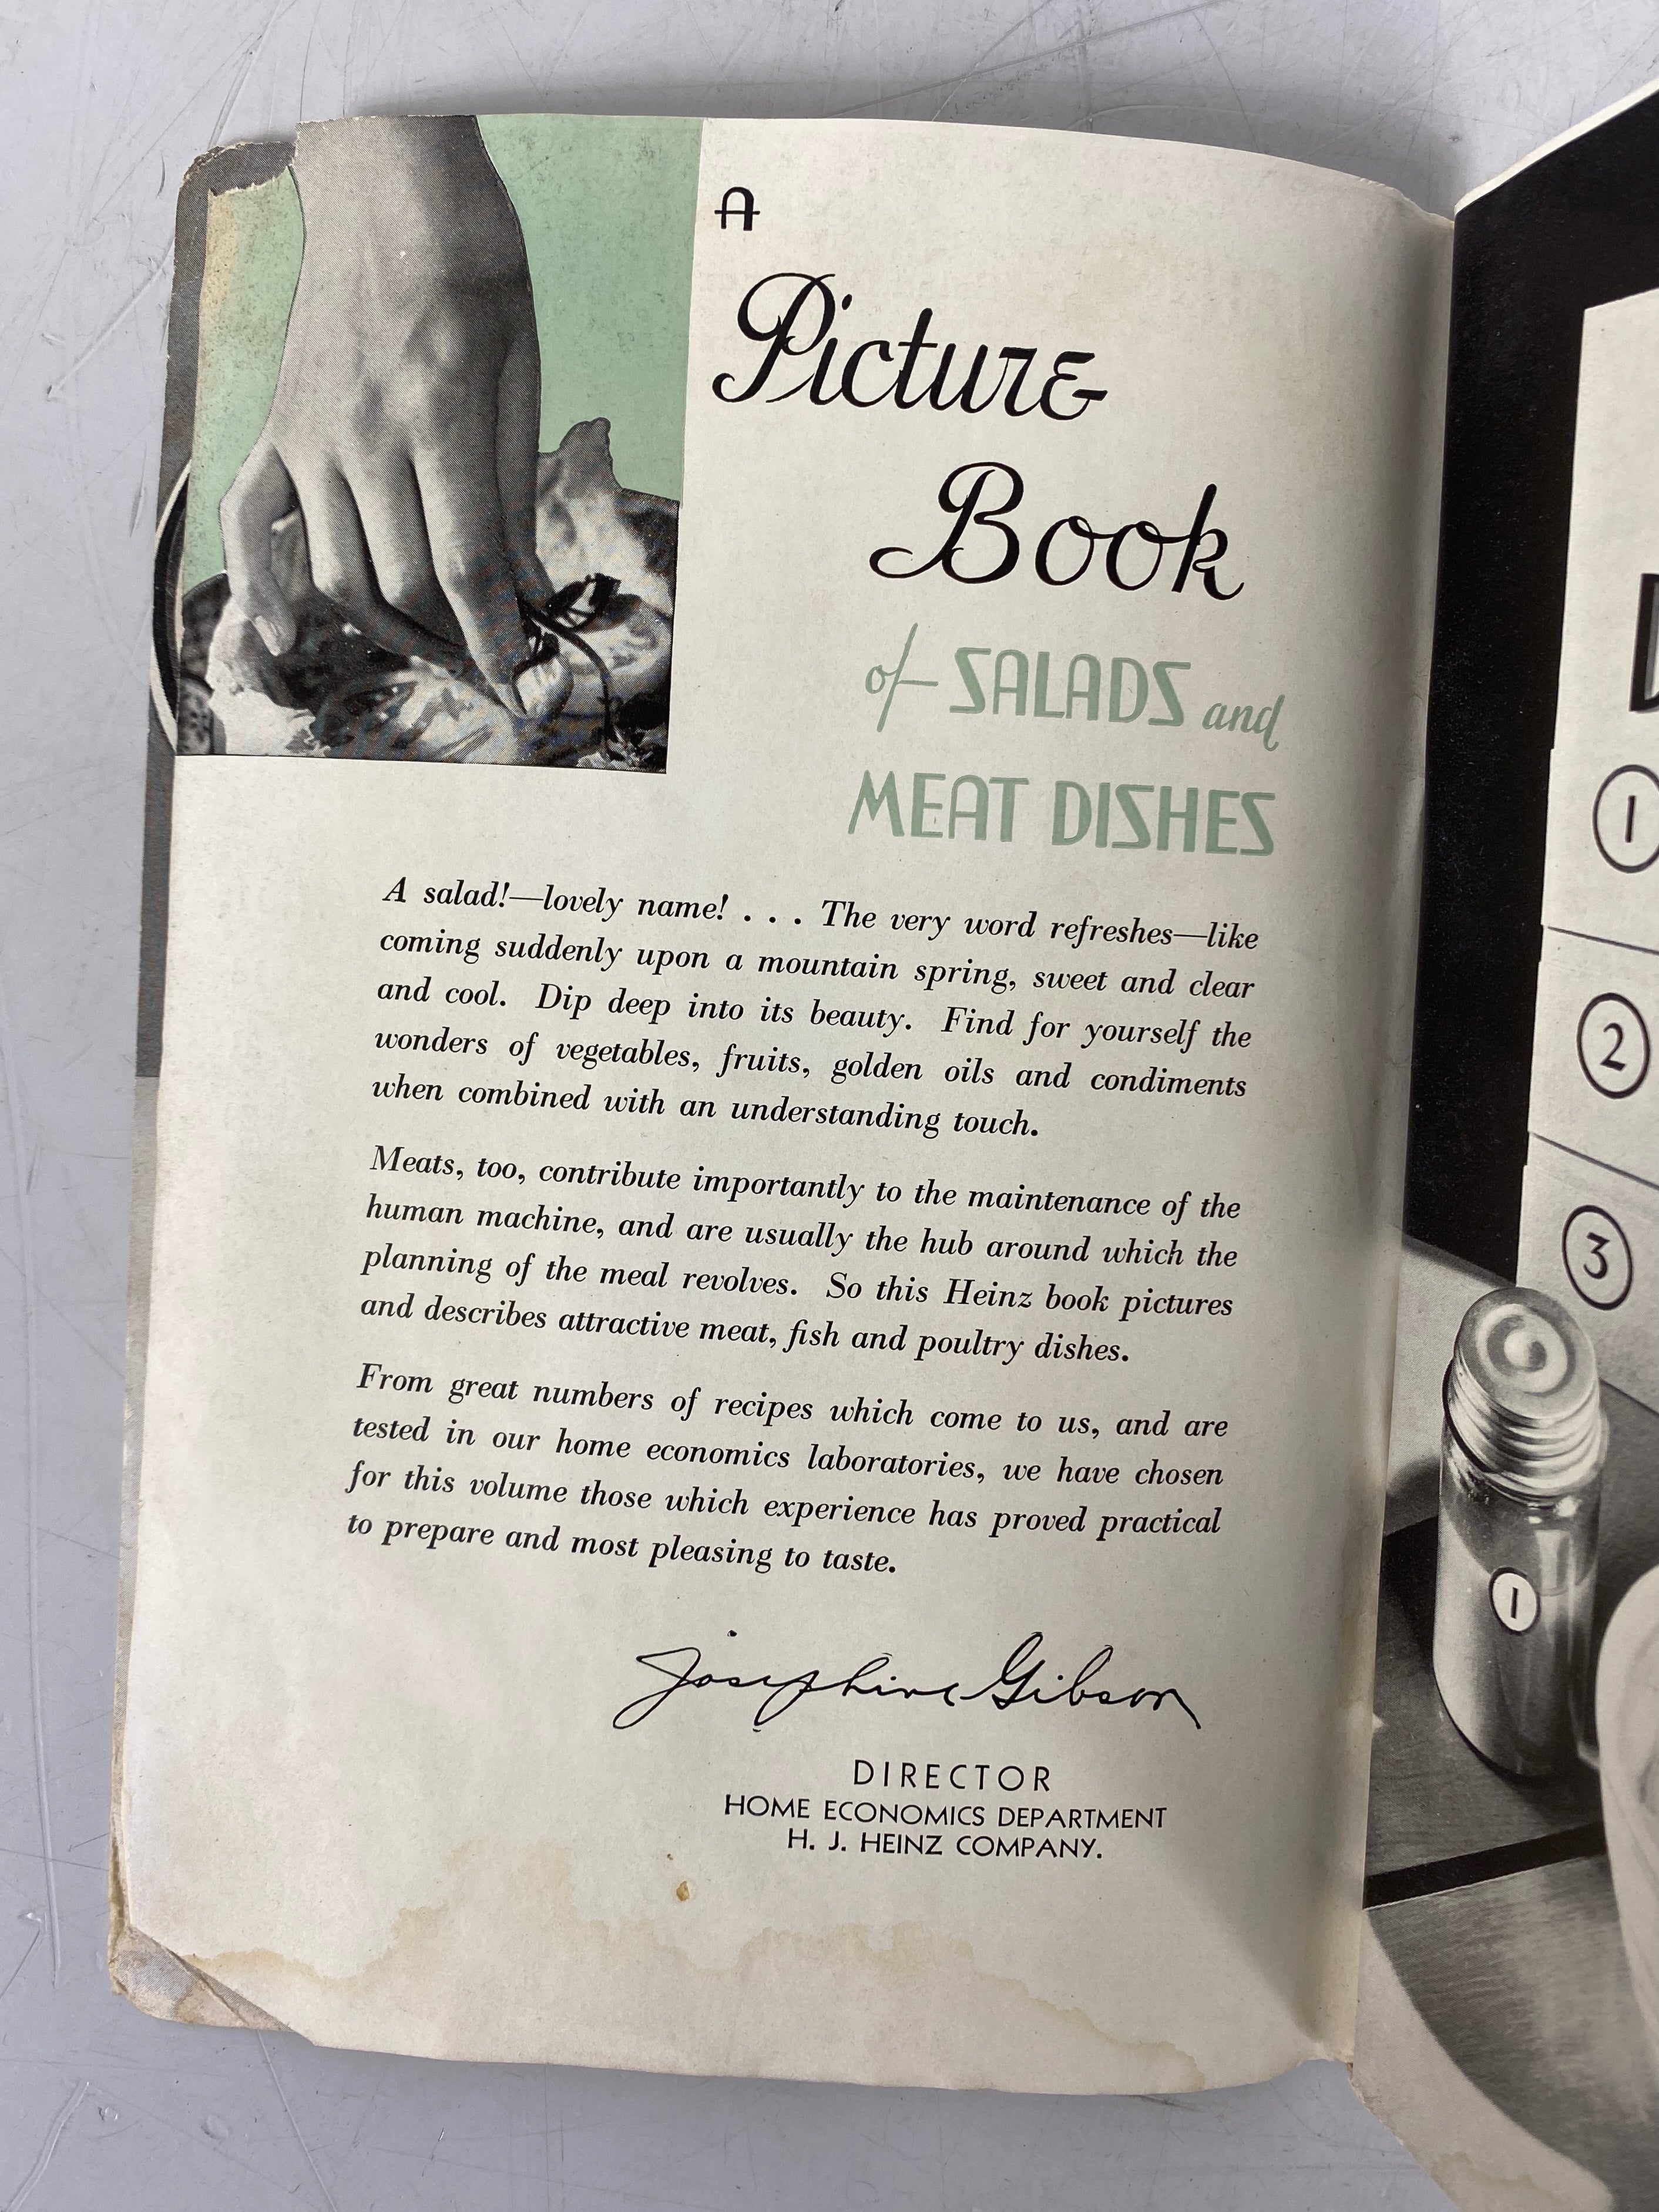 A
Picture
Book
of SALADS and
MEAT DISHES
A salad!—lovely name! . . . The very word refreshes—like
coming suddenly upon a mountain spring, sweet and clear
and cool. Dip deep into its beauty. Find for yourself the
wonders of vegetables, fruits, golden oils and condiments
when combined with an understanding touch.
Meats, too, contribute importantly to the maintenance of the
human machine, and are usually the hub around which the
planning of the meal revolves. So this Heinz book pictures
and describes attractive meat, fish and poultry dishes.
From great numbers of recipes which come to us, and are
tested in our home economics laboratories, we have chosen
for this volume those which experience has proved practical
to prepare and most pleasing to taste.
Josephine Gibson
DIRECTOR
HOME ECONOMICS DEPARTMENT
H. J. HEINZ COMPANY.
1
2
3
1